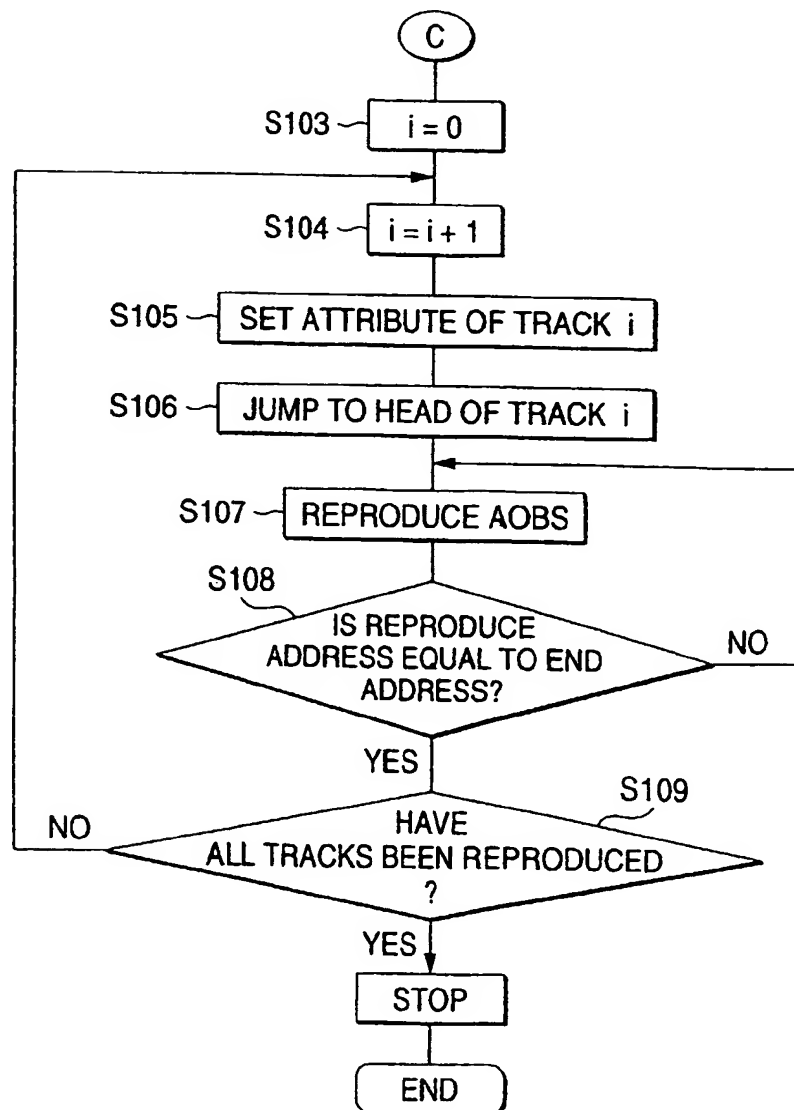 C
S103
i = 0
S104
i = i + 1
S105
SET ATTRIBUTE OF TRACK i
S106
JUMP TO HEAD OF TRACK i
S107
REPRODUCE AOBS
S108
IS REPRODUCE
ADDRESS EQUAL TO END
ADDRESS?
NO
YES
S109
HAVE
ALL TRACKS BEEN REPRODUCED
?
NO
YES
STOP
END